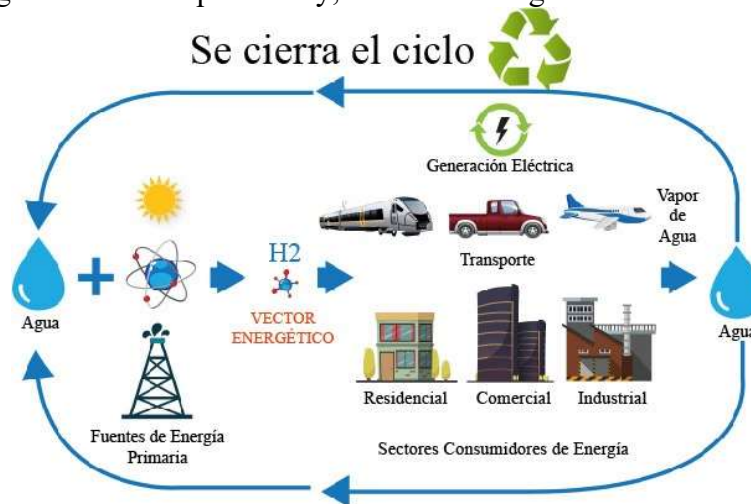 Se cierra el ciclo
Generación Eléctrica
Vapor
de
Agua
Transporte
H2
VECTOR
ENERGÉTICO
Agua
Agua
Residencial
Comercial
Industrial
Fuentes de Energía
Primaria
Sectores Consumidores de Energía